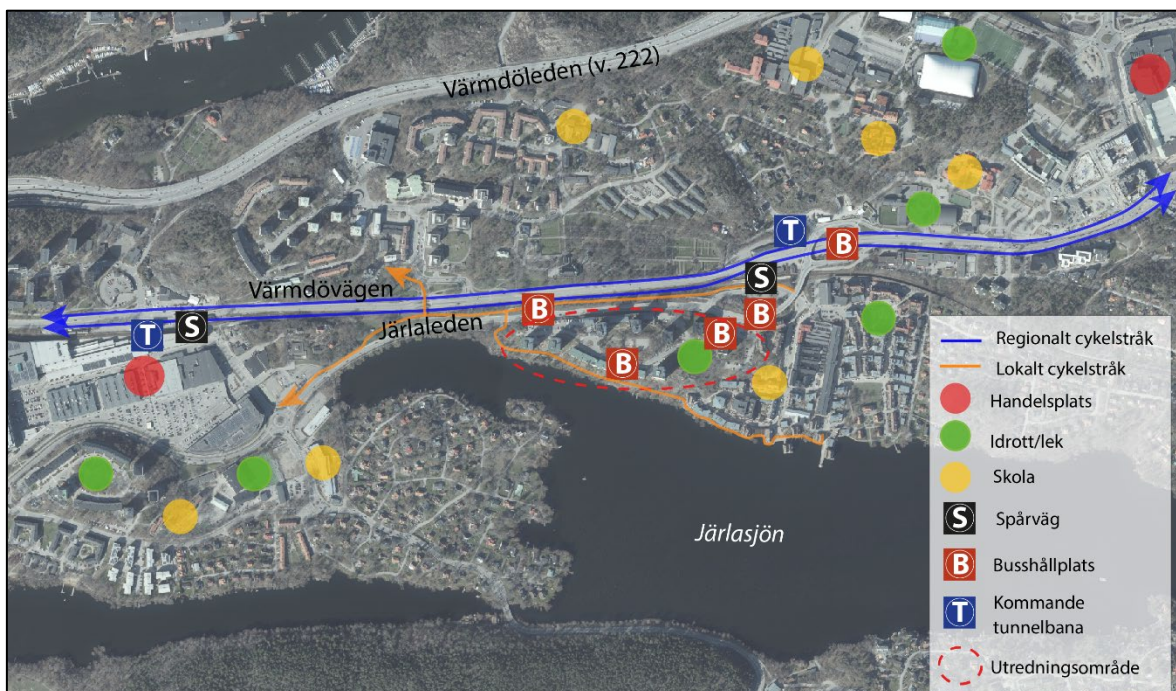 Värmdöleden (v. 222)
T
B
S
Värmdövägen
Järlaleden
B
B
T
S
B
B
Järlasjön
Regionalt cykelstråk
Lokalt cykelstråk
Handelsplats
Idrott/lek
Skola
S
Spårväg
B
Busshållplats
T
Kommande
tunnelbana
Utredningsområde